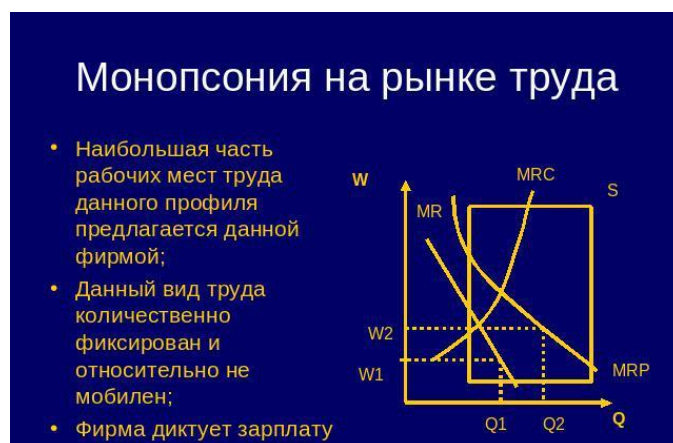 Монопсония на рынке труда
• Наибольшая часть
рабочих мест труда
данного профиля
предлагается данной
фирмой;
• Данный вид труда
количественно
фиксирован и
относительно не
мобилен;
• Фирма диктует зарплату
W
MRC
S
MR
W2
W1
MRP
Q1
Q2
Q